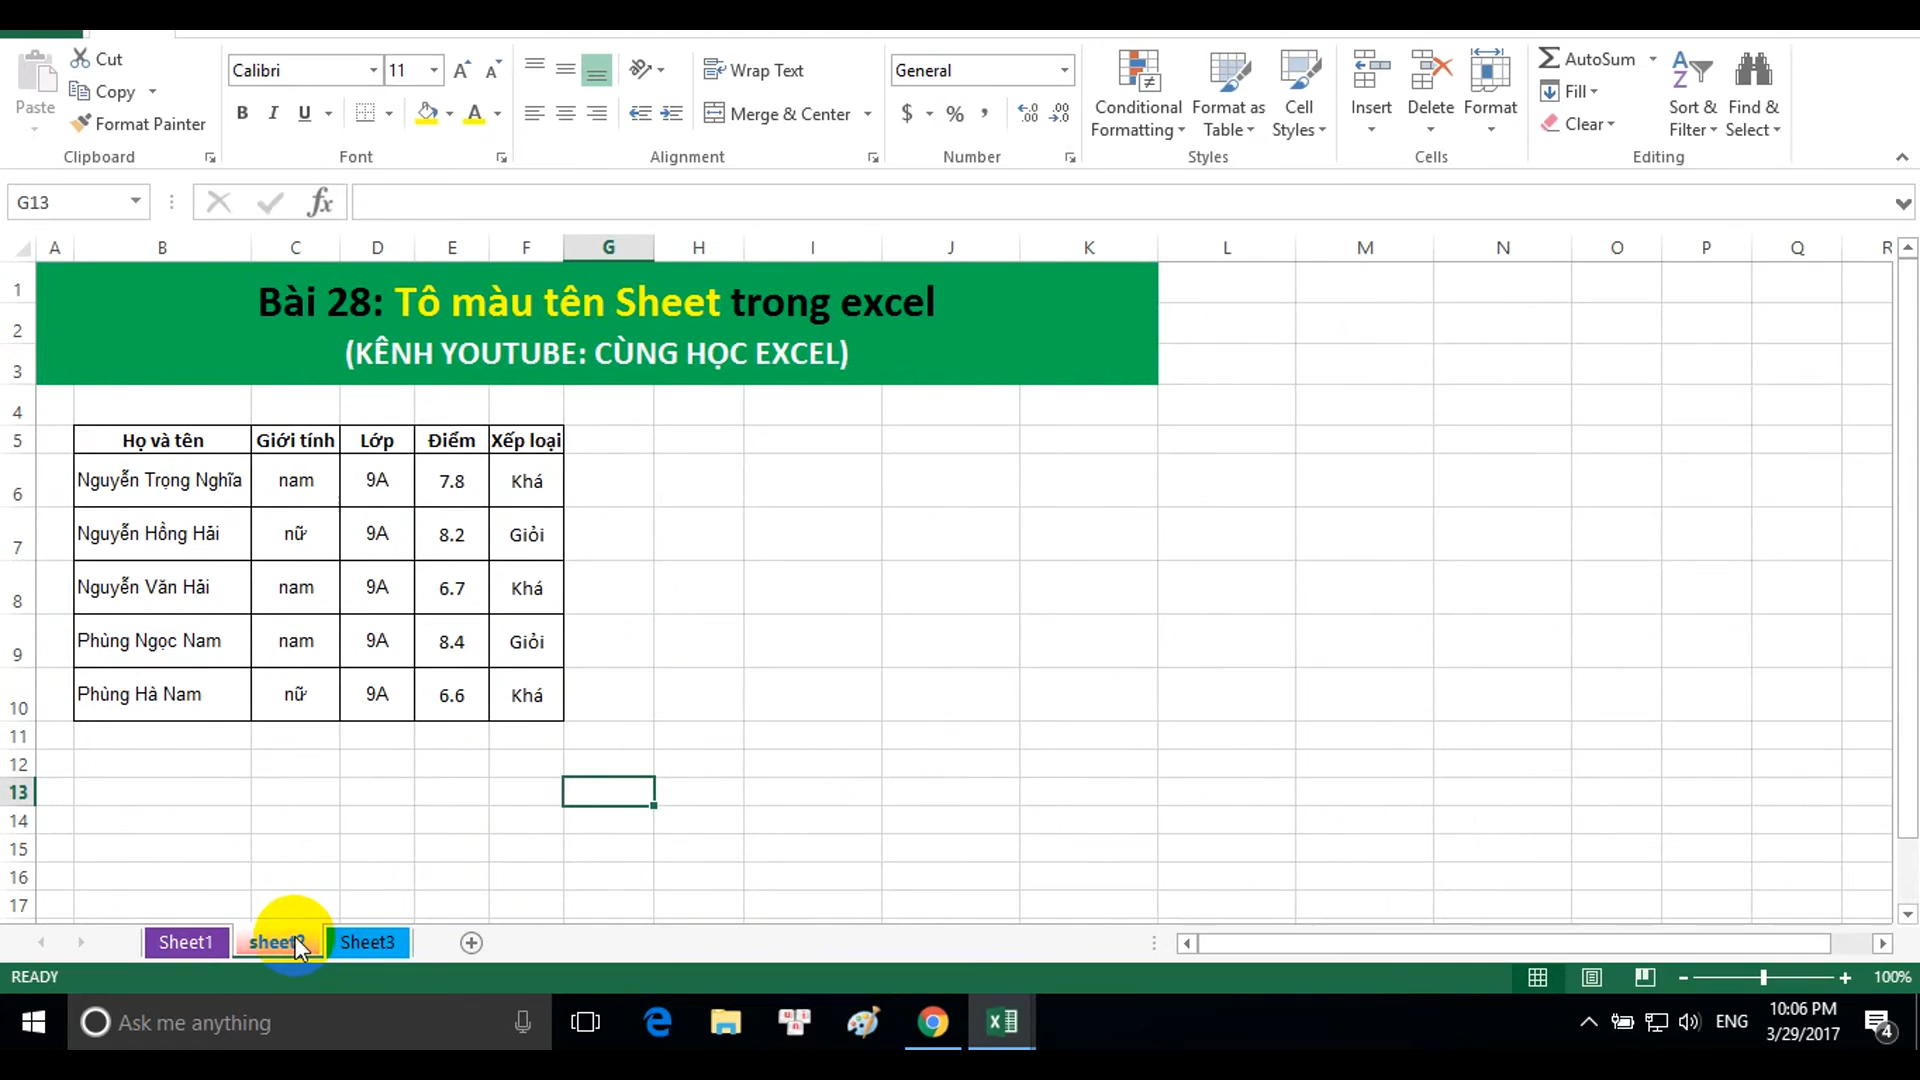 Cut
Copy
Format Painter
Paste
Clipboard
Calibri
11
B I U
Font
Wrap Text
Merge & Center
Alignment
General
$ % ,
Number
Conditional Formatting
Format as Table
Cell Styles
Styles
Insert
Delete
Format
Cells
AutoSum
Fill
Clear
Sort & Filter
Find & Select
Editing
G13
fx
A B C D E F G H I J K L M N O P Q R
1
Bài 28: Tô màu tên Sheet trong excel
2
(KÊNH YOUTUBE: CÙNG HỌC EXCEL)
3
4
5 Họ và tên Giới tính Lớp Điểm Xếp loại
6 Nguyễn Trọng Nghĩa nam 9A 7.8 Khá
7 Nguyễn Hồng Hải nữ 9A 8.2 Giỏi
8 Nguyễn Văn Hải nam 9A 6.7 Khá
9 Phùng Ngọc Nam nam 9A 8.4 Giỏi
10 Phùng Hà Nam nữ 9A 6.6 Khá
11
12
13
14
15
16
17
Sheet1 Sheet3
READY
100%
Ask me anything
ENG
10:06 PM
3/29/2017
4